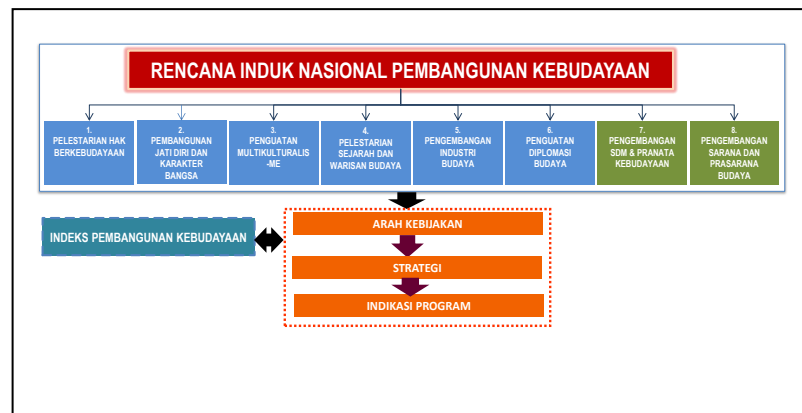 RENCANA INDUK NASIONAL PEMBANGUNAN KEBUDAYAAN
1.
PELESTARIAN HAK
BERKEBUDAYAAN
2.
PEMBANGUNAN
JATI DIRI DAN
KARAKTER
BANGSA
3.
PENGUATAN
MULTIKULTURALIS
-ME
4.
PELESTARIAN
SEJARAH DAN
WARISAN BUDAYA
5.
PENGEMBANGAN
INDUSTRI
BUDAYA
6.
PENGUATAN
DIPLOMASI
BUDAYA
7.
PENGEMBANGAN
SDM & PRANATA
KEBUDAYAAN
8.
PENGEMBANGAN
SARANA DAN
PRASARANA
BUDAYA
INDEKS PEMBANGUNAN KEBUDAYAAN
ARAH KEBIJAKAN
STRATEGI
INDIKASI PROGRAM